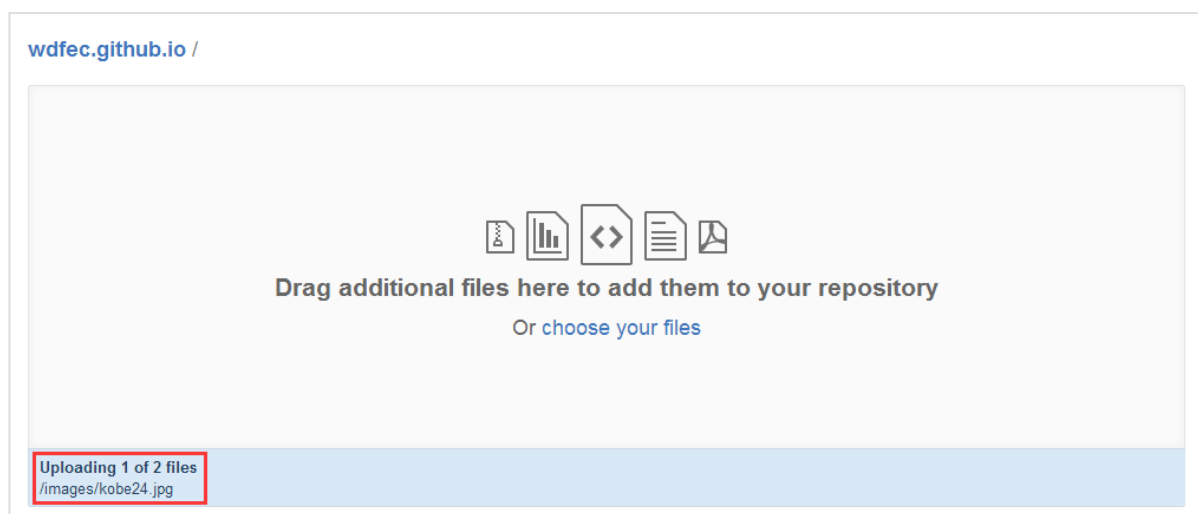 wdfec.github.io /
Drag additional files here to add them to your repository
Or choose your files
Uploading 1 of 2 files
/images/kobe24.jpg